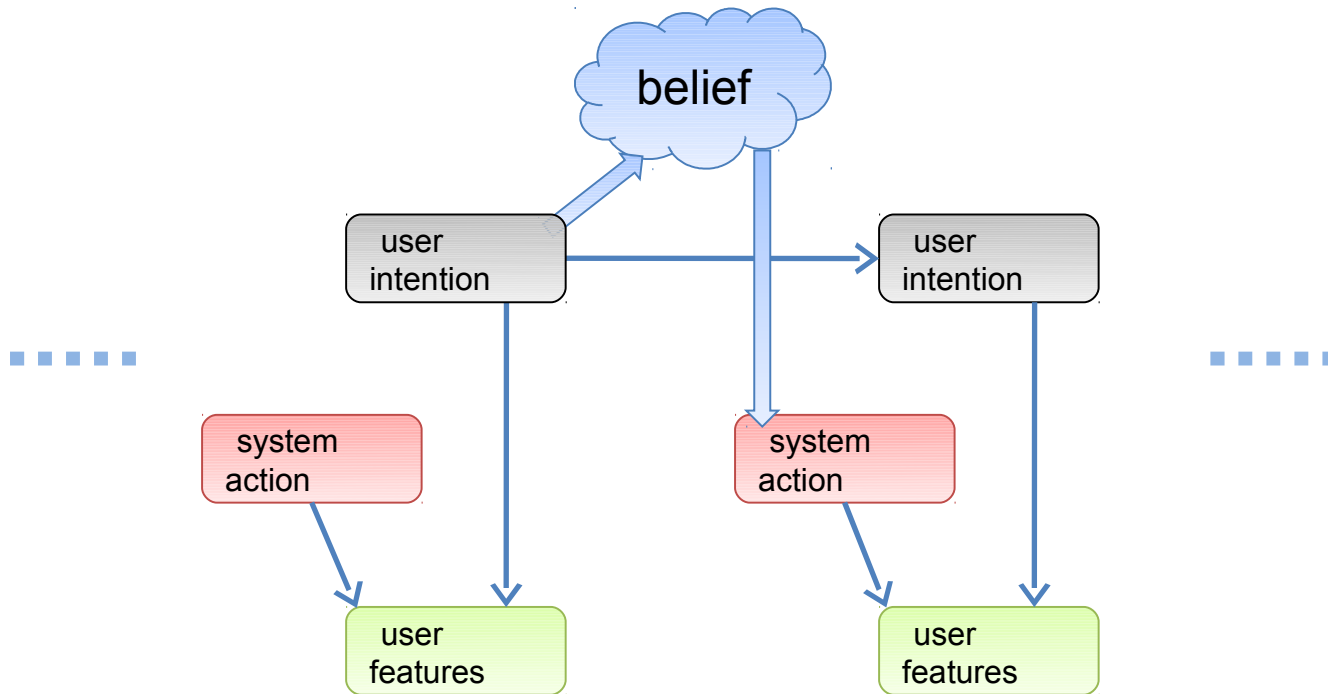 belief
user
intention
user
intention
system
action
system
action
user
features
user
features